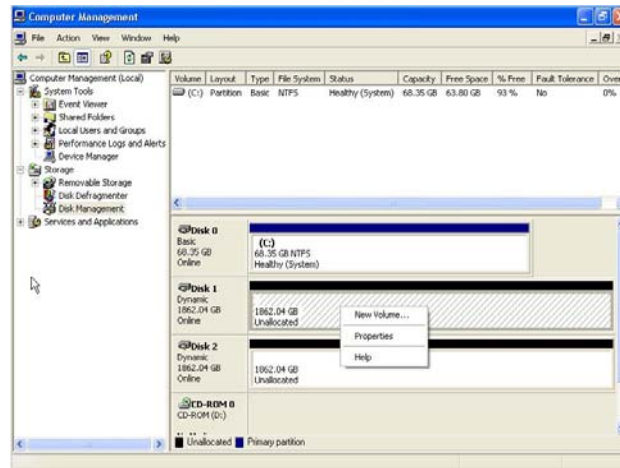 Computer Management
File Action View Window Help
Computer Management (Local)
System Tools
Event Viewer
Shared Folders
Local Users and Groups
Performance Logs and Alerts
Device Manager
Storage
Removable Storage
Disk Defragmenter
Disk Management
Services and Applications
Volume Layout Type File System Status Capacity Free Space % Free Fault Tolerance Over
(C:) Partition Basic NTFS Healthy (System) 68.35 GB 63.80 GB 93 % No 0%
Disk 0
Basic
68.35 GB
Online
(C:)
68.35 GB NTFS
Healthy (System)
Disk 1
Dynamic
1862.04 GB
Online
1862.04 GB
Unallocated
New Volume...
Properties
Help
Disk 2
Dynamic
1862.04 GB
Online
1862.04 GB
Unallocated
CD-ROM 0
CD-ROM (D:)
Unallocated Primary partition